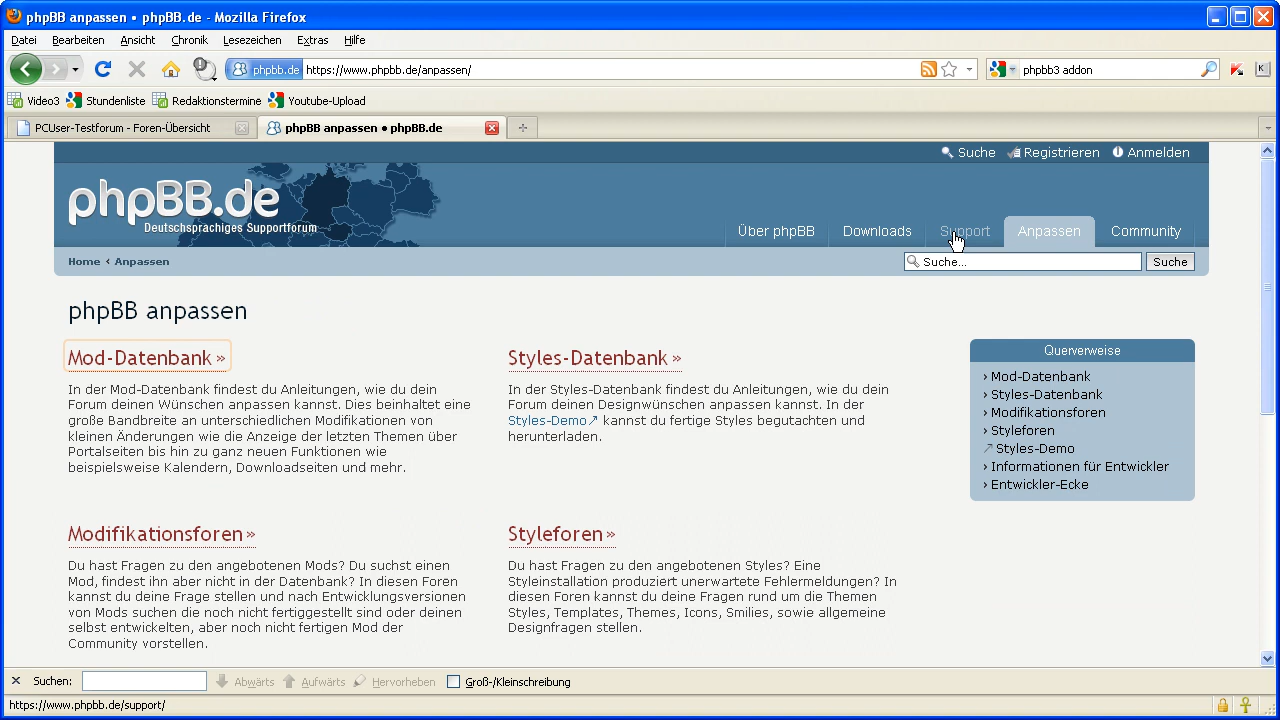 phpBB anpassen • phpBB.de - Mozilla Firefox
Datei Bearbeiten Ansicht Chronik Lesezeichen Extras Hilfe
phpbb.de https://www.phpbb.de/anpassen/ phpbb3 addon
Video3 Stundenliste Redaktionstermine Youtube-Upload
PCUser-Testforum - Foren-Übersicht phpBB anpassen • phpBB.de
Suche Registrieren Anmelden
phpBB.de
Deutschsprachiges Supportforum
Über phpBB Downloads Support Anpassen Community
Home ‹ Anpassen Suche... Suche
phpBB anpassen
Mod-Datenbank »
In der Mod-Datenbank findest du Anleitungen, wie du dein
Forum deinen Wünschen anpassen kannst. Dies beinhaltet eine
große Bandbreite an unterschiedlichen Modifikationen von
kleinen Änderungen wie die Anzeige der letzten Themen über
Portalseiten bis hin zu ganz neuen Funktionen wie
beispielsweise Kalendern, Downloadseiten und mehr.
Styles-Datenbank »
In der Styles-Datenbank findest du Anleitungen, wie du dein
Forum deinen Designwünschen anpassen kannst. In der
Styles-Demo kannst du fertige Styles begutachten und
herunterladen.
Querverweise
› Mod-Datenbank
› Styles-Datenbank
› Modifikationsforen
› Styleforen
Styles-Demo
› Informationen für Entwickler
› Entwickler-Ecke
Modifikationsforen »
Du hast Fragen zu den angebotenen Mods? Du suchst einen
Mod, findest ihn aber nicht in der Datenbank? In diesen Foren
kannst du deine Frage stellen und nach Entwicklungsversionen
von Mods suchen die noch nicht fertiggestellt sind oder deinen
selbst entwickelten, aber noch nicht fertigen Mod der
Community vorstellen.
Styleforen »
Du hast Fragen zu den angebotenen Styles? Eine
Styleinstallation produziert unerwartete Fehlermeldungen? In
diesen Foren kannst du deine Fragen rund um die Themen
Styles, Templates, Themes, Icons, Smilies, sowie allgemeine
Designfragen stellen.
Suchen: Abwärts Aufwärts Hervorheben Groß-/Kleinschreibung
https://www.phpbb.de/support/